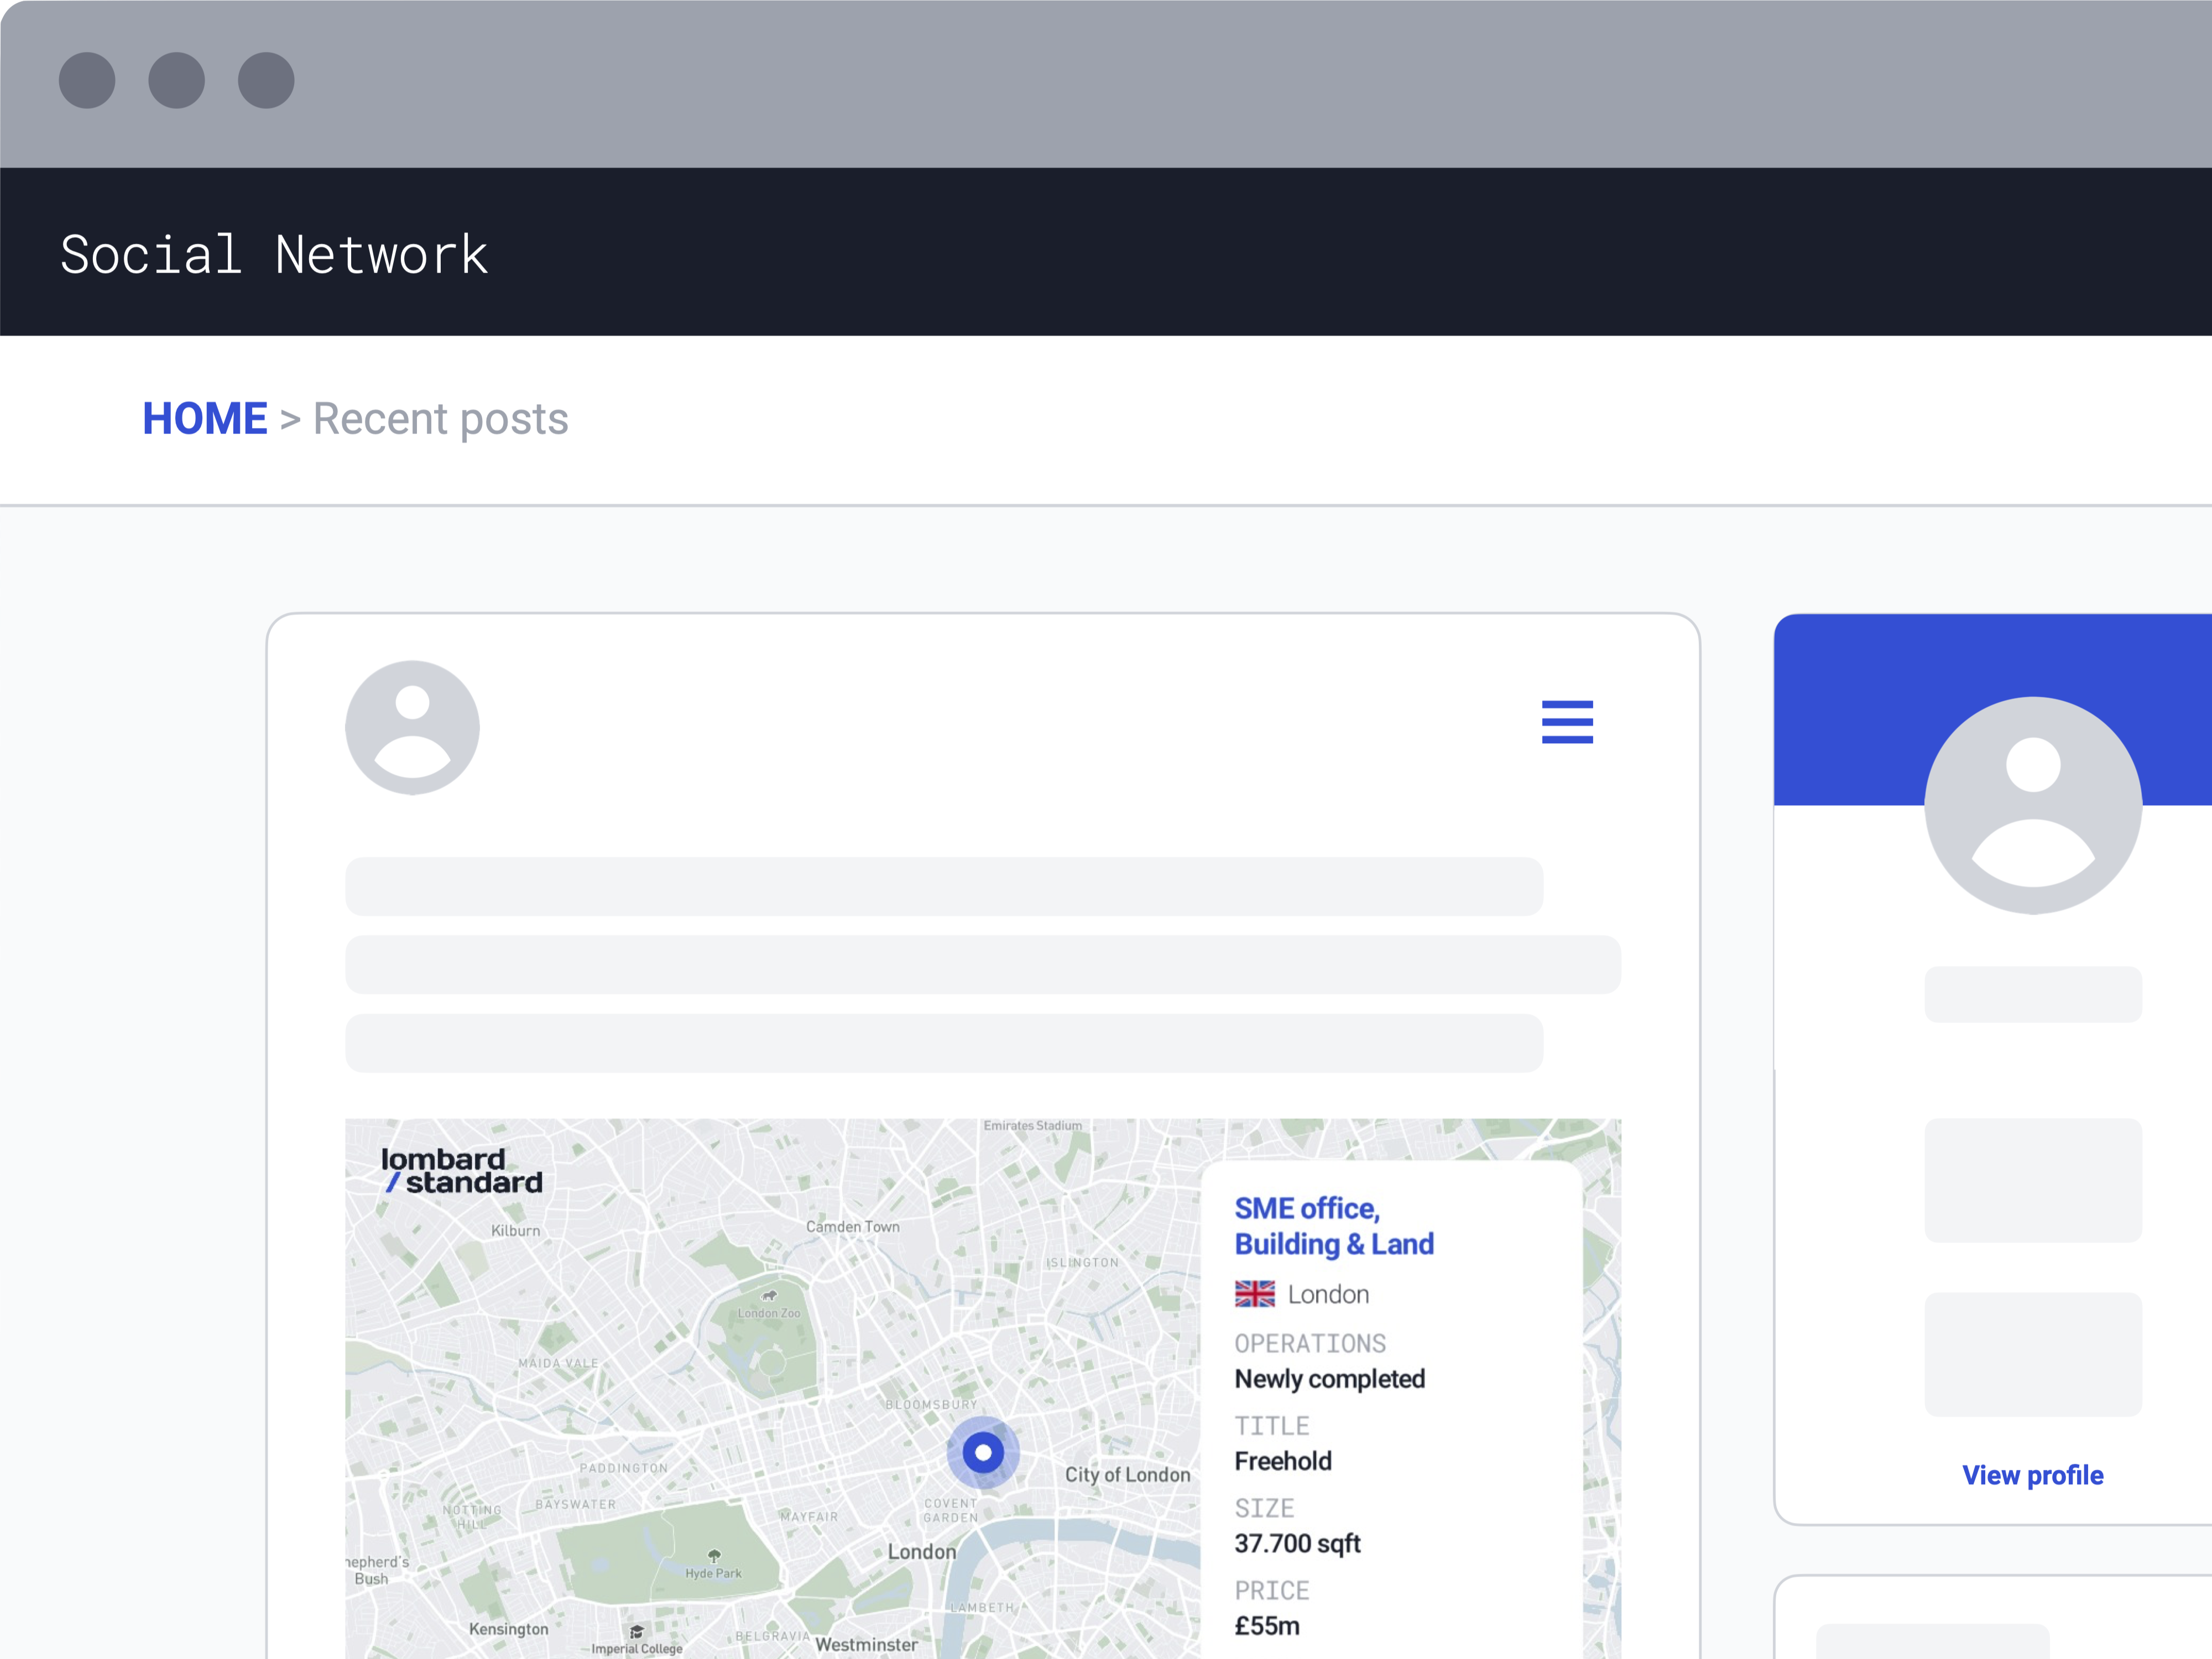 Social Network
HOME > Recent posts
lombard
/standard
Emirates Stadium
Kilburn
Camden Town
ISLINGTON
London Zoo
MAIDA VALE
BLOOMSBURY
City of London
PADDINGTON
BAYSWATER
NOTTING
HILL
MAYFAIR
COVENT
GARDEN
London
hepherd's
Bush
Hyde Park
LAMBETH
Kensington
Imperial College
BELGRAVIA
Westminster
SME office,
Building & Land
London
OPERATIONS
Newly completed
TITLE
Freehold
SIZE
37.700 sqft
PRICE
£55m
View profile